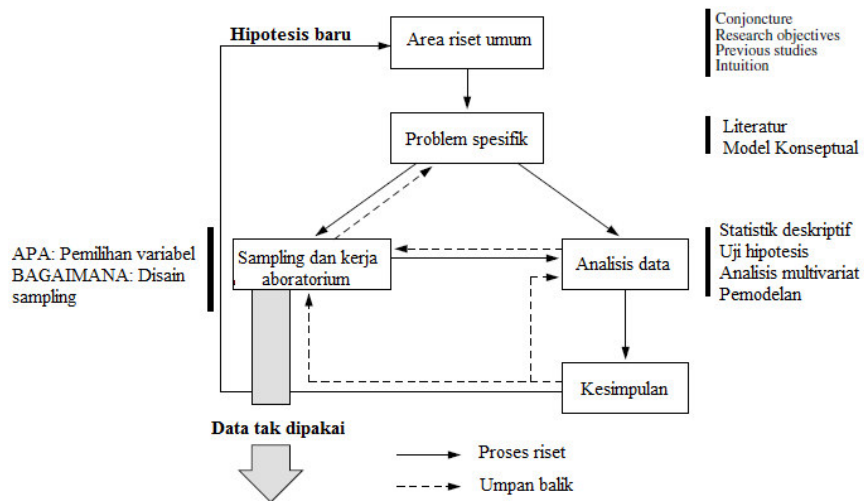 Hipotesis baru
Area riset umum
Conjoncture
Research objectives
Previous studies
Intuition
Problem spesifik
Literatur
Model Konseptual
APA: Pemilihan variabel
BAGAIMANA: Disain
sampling
Sampling dan kerja
aboratorium
Analisis data
Statistik deskriptif
Uji hipotesis
Analisis multivariat
Pemodelan
Kesimpulan
Data tak dipakai
Proses riset
Umpan balik